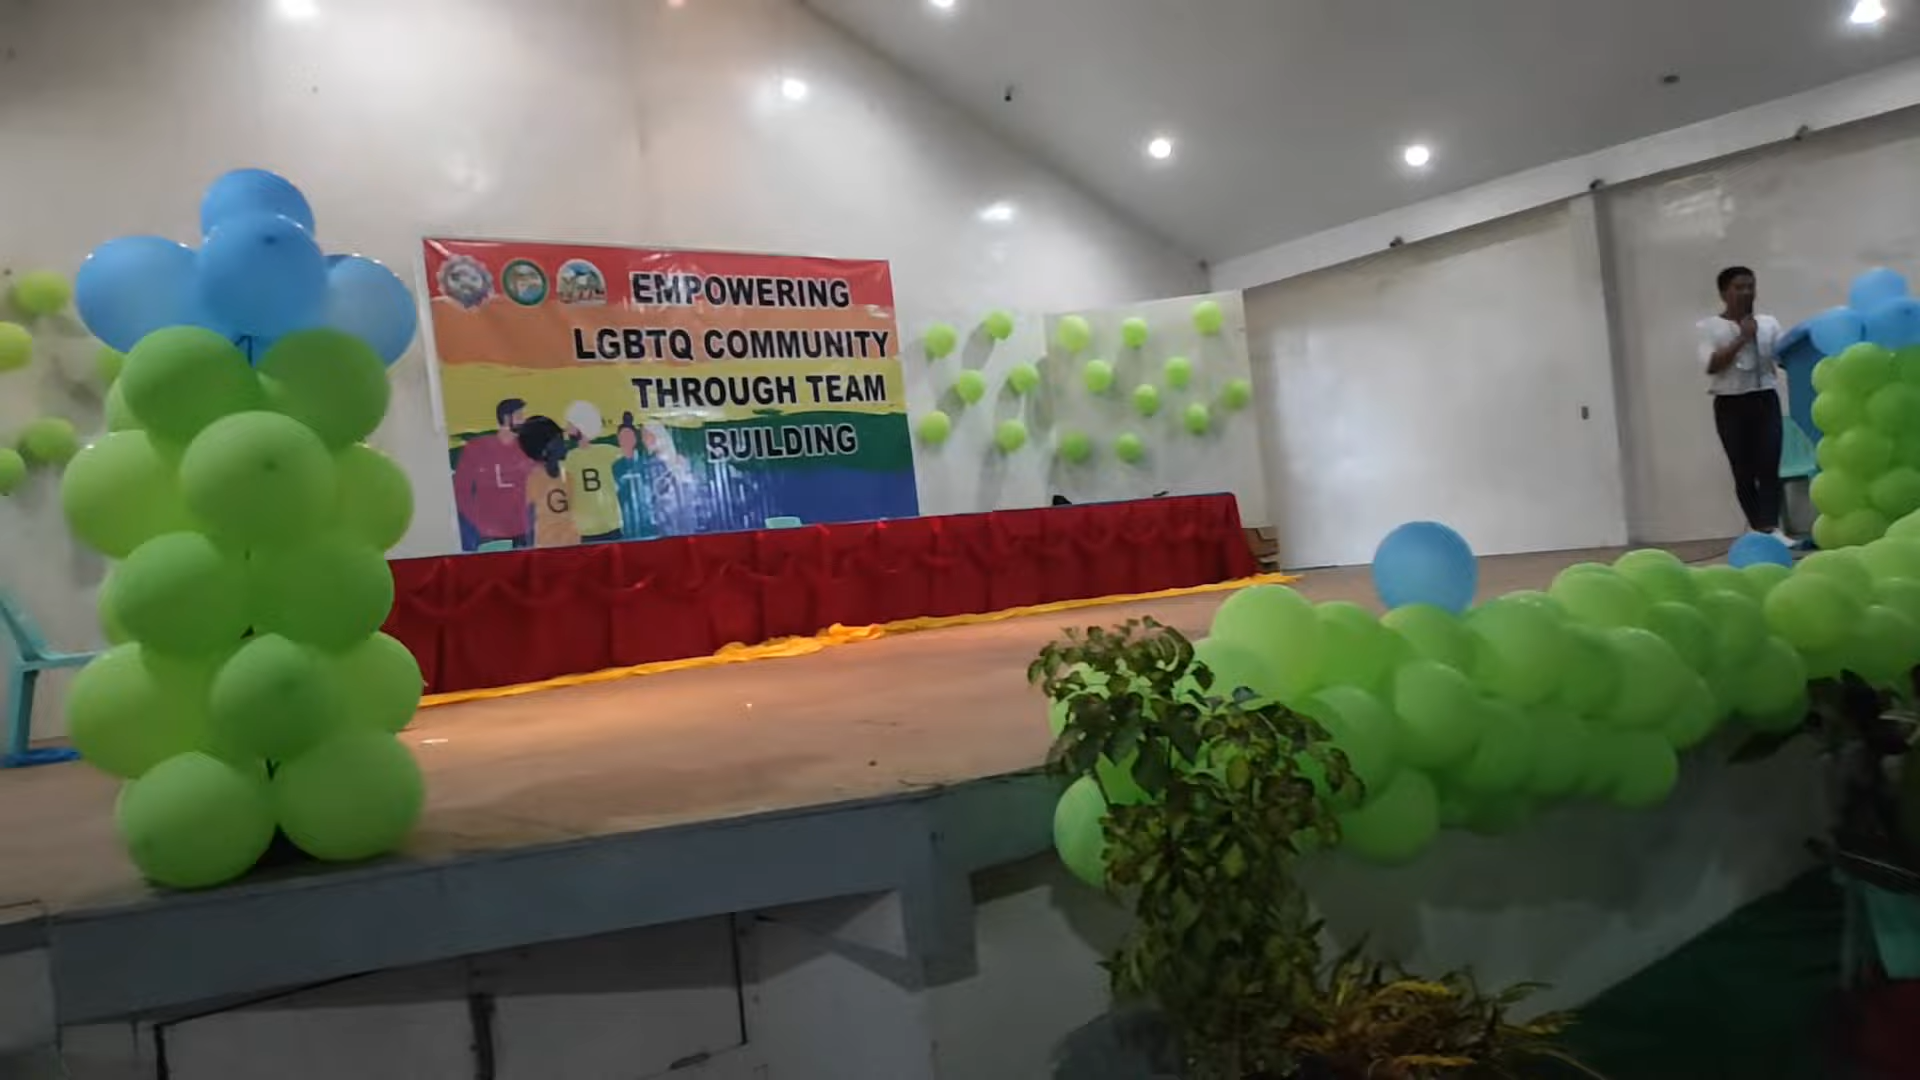 EMPOWERING
LGBTQ COMMUNITY
THROUGH TEAM
BUILDING
L
G
B